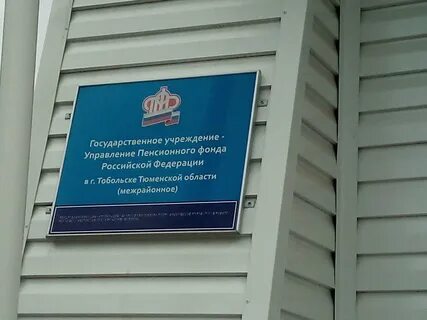 Государственное учреждение -
Управление Пенсионного фонда
Российской Федерации
в г. Тобольске Тюменской области
(межрайонное)